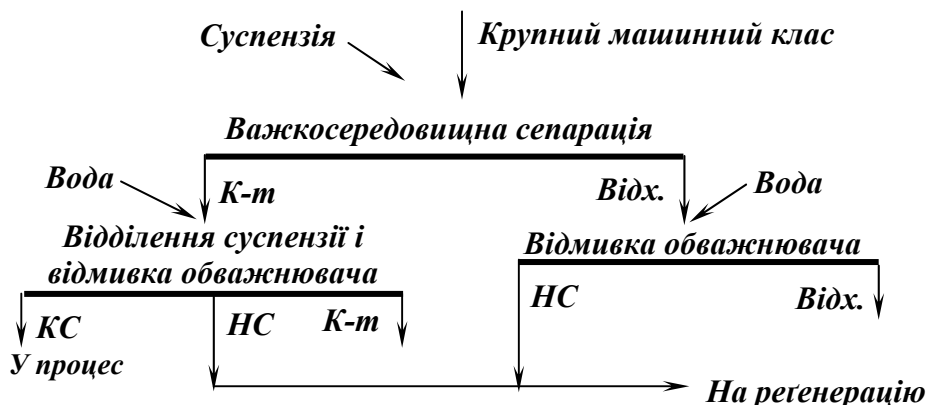 Суспензія
Крупний машинний клас
Важкосередовищна сепарація
Вода
К-т
Відх.
Вода
Відділення суспензії і
відмивка обважнювача
Відмивка обважнювача
КС
НС
К-т
НС
Відх.
У процес
На реґенерацію